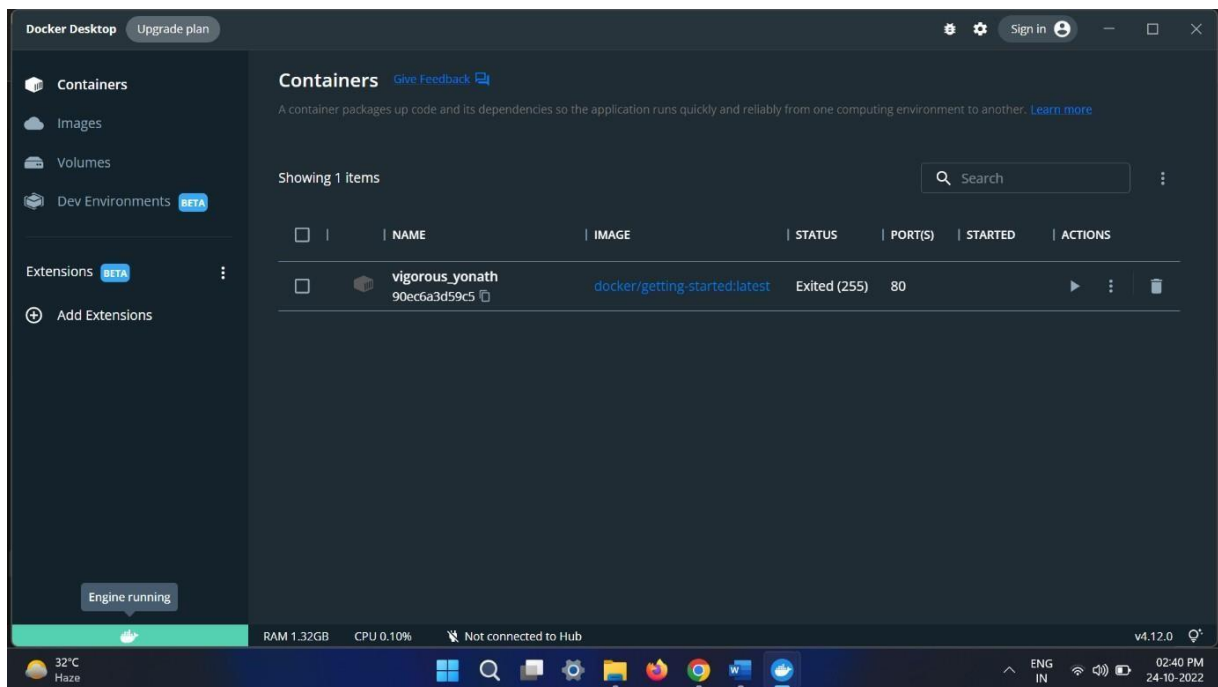 Docker Desktop Upgrade plan Sign in
Containers
Images
Volumes
Dev Environments BETA
Extensions BETA
Add Extensions
Containers Give Feedback
A container packages up code and its dependencies so the application runs quickly and reliably from one computing environment to another. Learn more
Showing 1 items Search
NAME IMAGE STATUS PORT(S) STARTED ACTIONS
vigorous_yonath
90ec6a3d59c5 docker/getting-started:latest Exited (255) 80
Engine running
RAM 1.32GB CPU 0.10% Not connected to Hub v4.12.0
32°C
Haze
ENG
IN
02:40 PM
24-10-2022